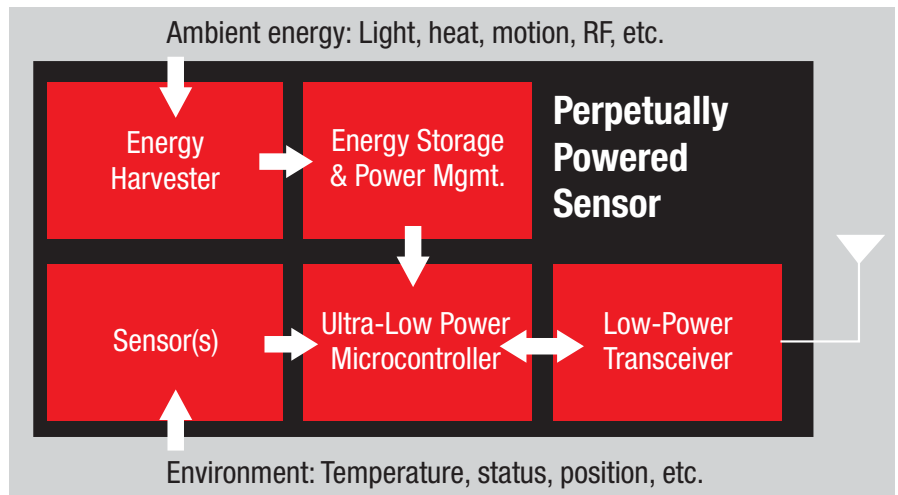 Ambient energy: Light, heat, motion, RF, etc.
Energy
Harvester
Energy Storage
& Power Mgmt.
Perpetually
Powered
Sensor
Sensor(s)
Ultra-Low Power
Microcontroller
Low-Power
Transceiver
Environment: Temperature, status, position, etc.